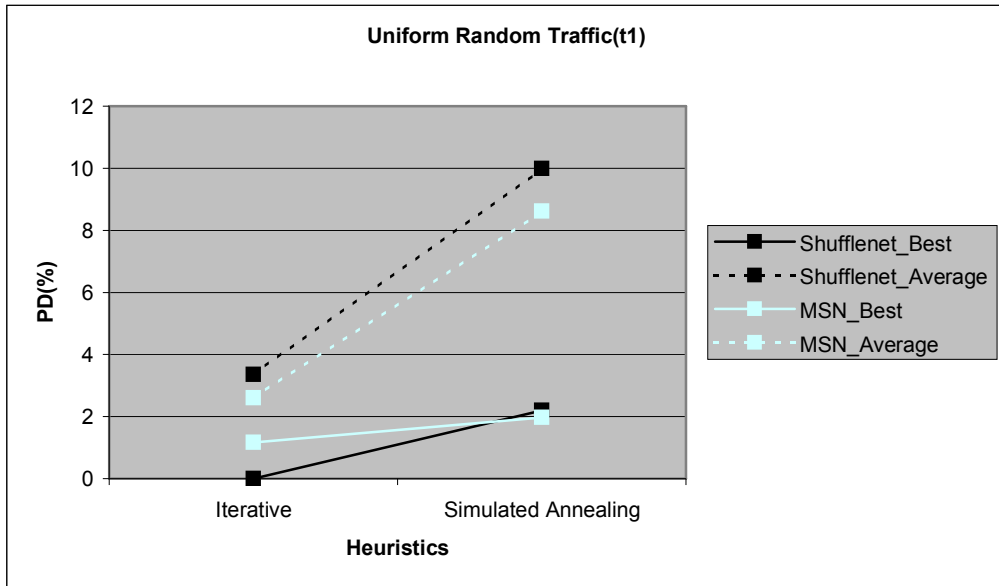 Uniform Random Traffic(t1)
12
10
8
6
4
2
0
PD(%)
Iterative
Simulated Annealing
Heuristics
Shufflenet_Best
Shufflenet_Average
MSN_Best
MSN_Average